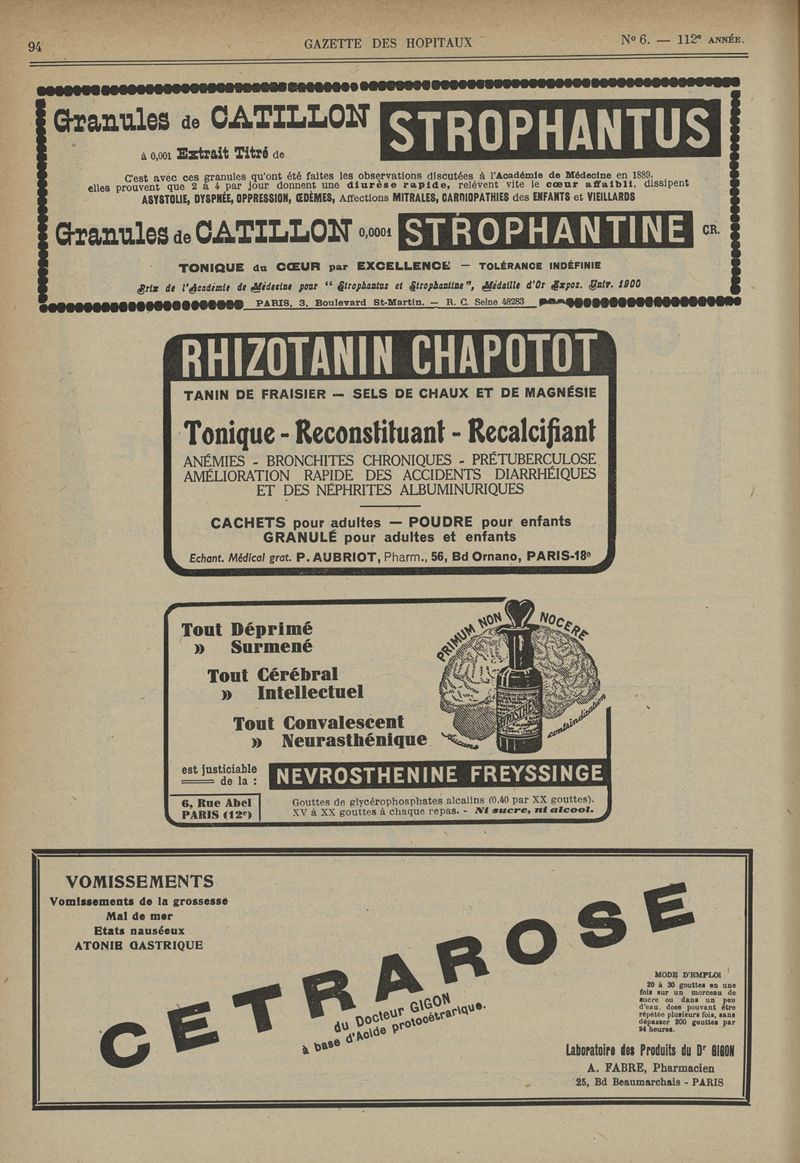 94
GAZETTE DES HOPITAUX
N° 6. — 112e ANNÉE.
Granules de CATILLON
à 0,001 Extrait Titré de
STROPHANTUS
C'est avec ces granules qu'ont été faites les observations discutées à l'Académie de Médecine en 1889,
elles prouvent que 2 à 4 par jour donnent une diurèse rapide, relèvent vite le cœur affaibli, dissipent
ASYSTOLIE, DYSPNÉE, OPPRESSION, ŒDÈMES, Affections MITRALES, CARDIOPATHIES des ENFANTS et VIEILLARDS
Granules de CATILLON 0,0001 STROPHANTINE CR.
TONIQUE du CŒUR par EXCELLENCE — TOLÉRANCE INDÉFINIE
Prix de l'Académie de Médecine pour “ Strophantus et Strophantine ”, Médaille d'Or Expos. Univ. 1900
PARIS, 3, Boulevard St-Martin. — R. C. Seine 48283
RHIZOTANIN CHAPOTOT
TANIN DE FRAISIER — SELS DE CHAUX ET DE MAGNÉSIE
Tonique - Reconstituant - Recalcifiant
ANÉMIES - BRONCHITES CHRONIQUES - PRÉTUBERCULOSE
AMÉLIORATION RAPIDE DES ACCIDENTS DIARRHÉIQUES
ET DES NÉPHRITES ALBUMINURIQUES
CACHETS pour adultes — POUDRE pour enfants
GRANULÉ pour adultes et enfants
Echant. Médical grat. P. AUBRIOT, Pharm., 56, Bd Ornano, PARIS-18e
Tout Déprimé
» Surmené
Tout Cérébral
» Intellectuel
Tout Convalescent
» Neurasthénique
PRIMUM NON NOCERE
Aucune contreindication
est justiciable
de la :
NEVROSTHENINE FREYSSINGE
6, Rue Abel
PARIS (12e)
Gouttes de glycérophosphates alcalins (0,40 par XX gouttes).
XV à XX gouttes à chaque repas. - Ni sucre, ni alcool.
VOMISSEMENTS
Vomissements de la grossesse
Mal de mer
Etats nauséeux
ATONIE GASTRIQUE
CETRAROSE
du Docteur GIGON
à base d'Acide protocétrarique.
MODE D'EMPLOI
20 à 30 gouttes en une
fois sur un morceau de
sucre ou dans un peu
d'eau, dose pouvant être
répétée plusieurs fois, sans
dépasser 200 gouttes par
24 heures.
Laboratoire des Produits du Dr GIGON
A. FABRE, Pharmacien
25, Bd Beaumarchais - PARIS